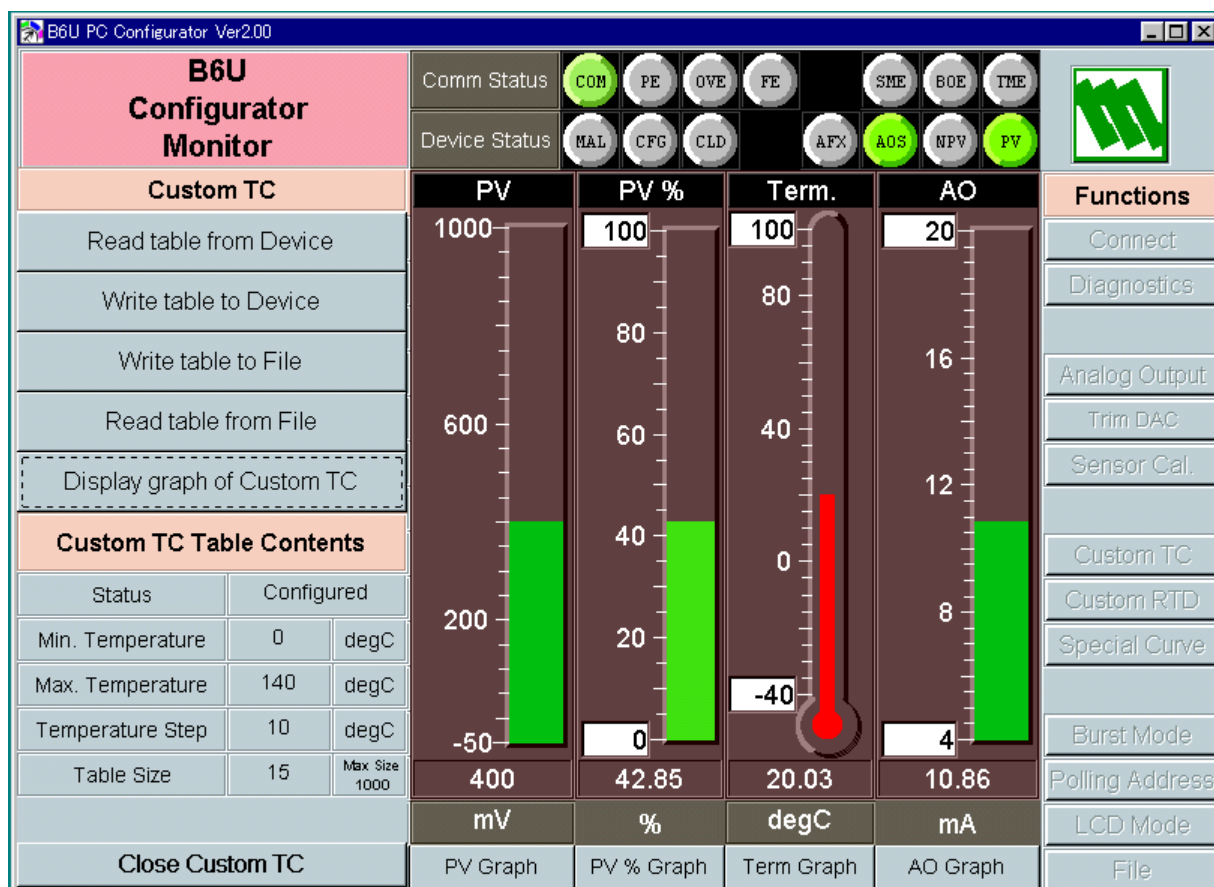 B6U PC Configurator Ver2.00
B6U
Configurator
Monitor
Comm Status
COM
PE
OVE
FE
SME
BOE
TME
Device Status
MAL
CFG
CLD
AFX
AOS
NPV
PV
Custom TC
Read table from Device
Write table to Device
Write table to File
Read table from File
Display graph of Custom TC
Custom TC Table Contents
Status Configured
Min. Temperature 0 degC
Max. Temperature 140 degC
Temperature Step 10 degC
Table Size 15 Max Size
1000
Close Custom TC
PV
1000
600
200
-50
400
mV
PV Graph
PV %
100
80
60
40
20
0
42.85
%
PV % Graph
Term.
100
80
40
0
-40
20.03
degC
Term Graph
AO
20
16
12
8
4
10.86
mA
AO Graph
Functions
Connect
Diagnostics
Analog Output
Trim DAC
Sensor Cal.
Custom TC
Custom RTD
Special Curve
Burst Mode
Polling Address
LCD Mode
File